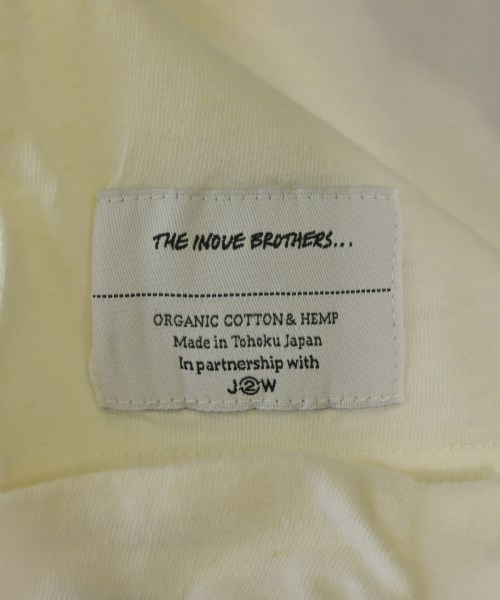 THE INOUE BROTHERS...
ORGANIC COTTON & HEMP
Made in Tohoku Japan
In partnership with
J②W